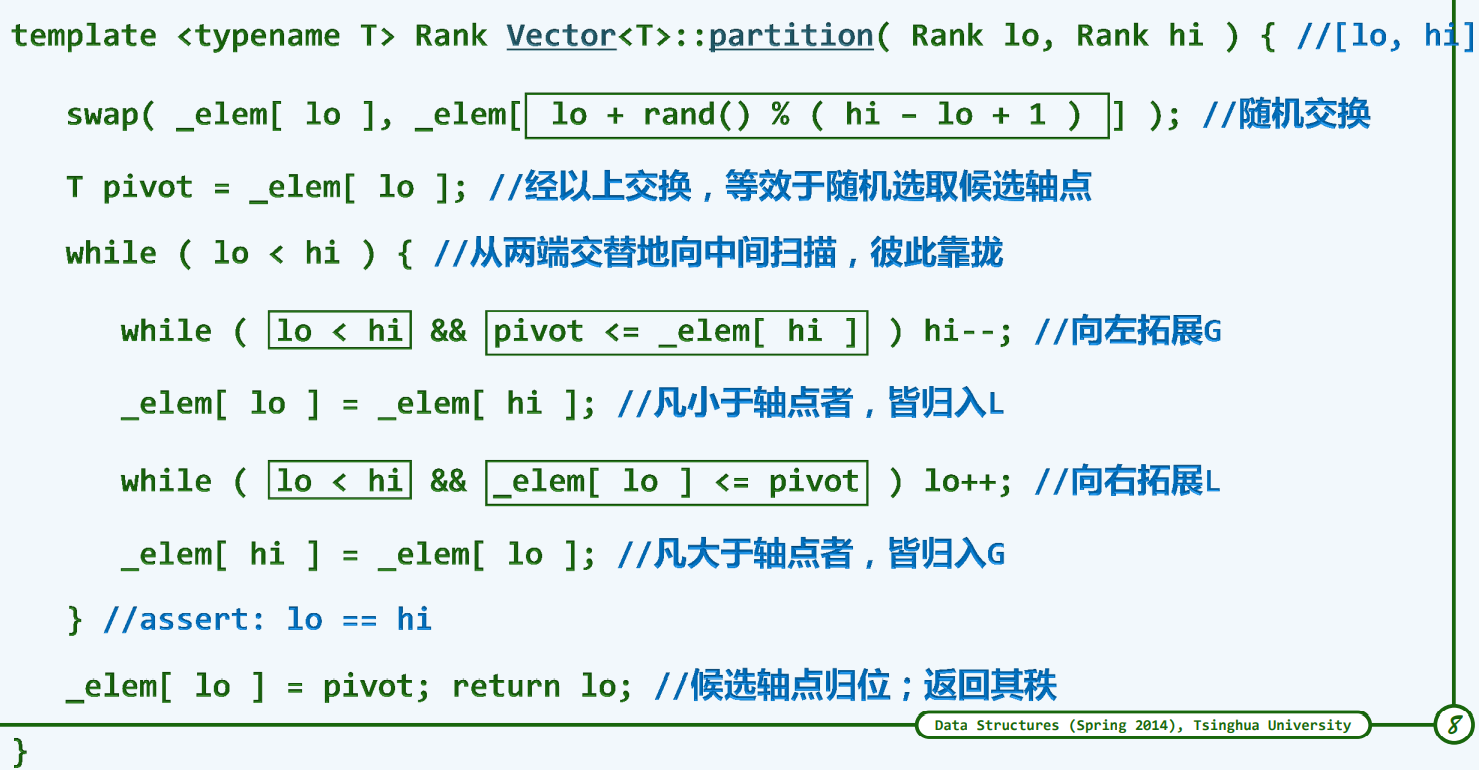 template <typename T> Rank Vector<T>::partition( Rank lo, Rank hi ) { //[lo, hi]
swap( _elem[ lo ], _elem[ lo + rand() % ( hi – lo + 1 ) ] ); //随机交换
T pivot = _elem[ lo ]; //经以上交换，等效于随机选取候选轴点
while ( lo < hi ) { //从两端交替地向中间扫描，彼此靠拢
while ( lo < hi && pivot <= _elem[ hi ] ) hi--; //向左拓展G
_elem[ lo ] = _elem[ hi ]; //凡小于轴点者，皆归入L
while ( lo < hi && _elem[ lo ] <= pivot ) lo++; //向右拓展L
_elem[ hi ] = _elem[ lo ]; //凡大于轴点者，皆归入G
} //assert: lo == hi
_elem[ lo ] = pivot; return lo; //候选轴点归位；返回其秩
Data Structures (Spring 2014), Tsinghua University 8
}